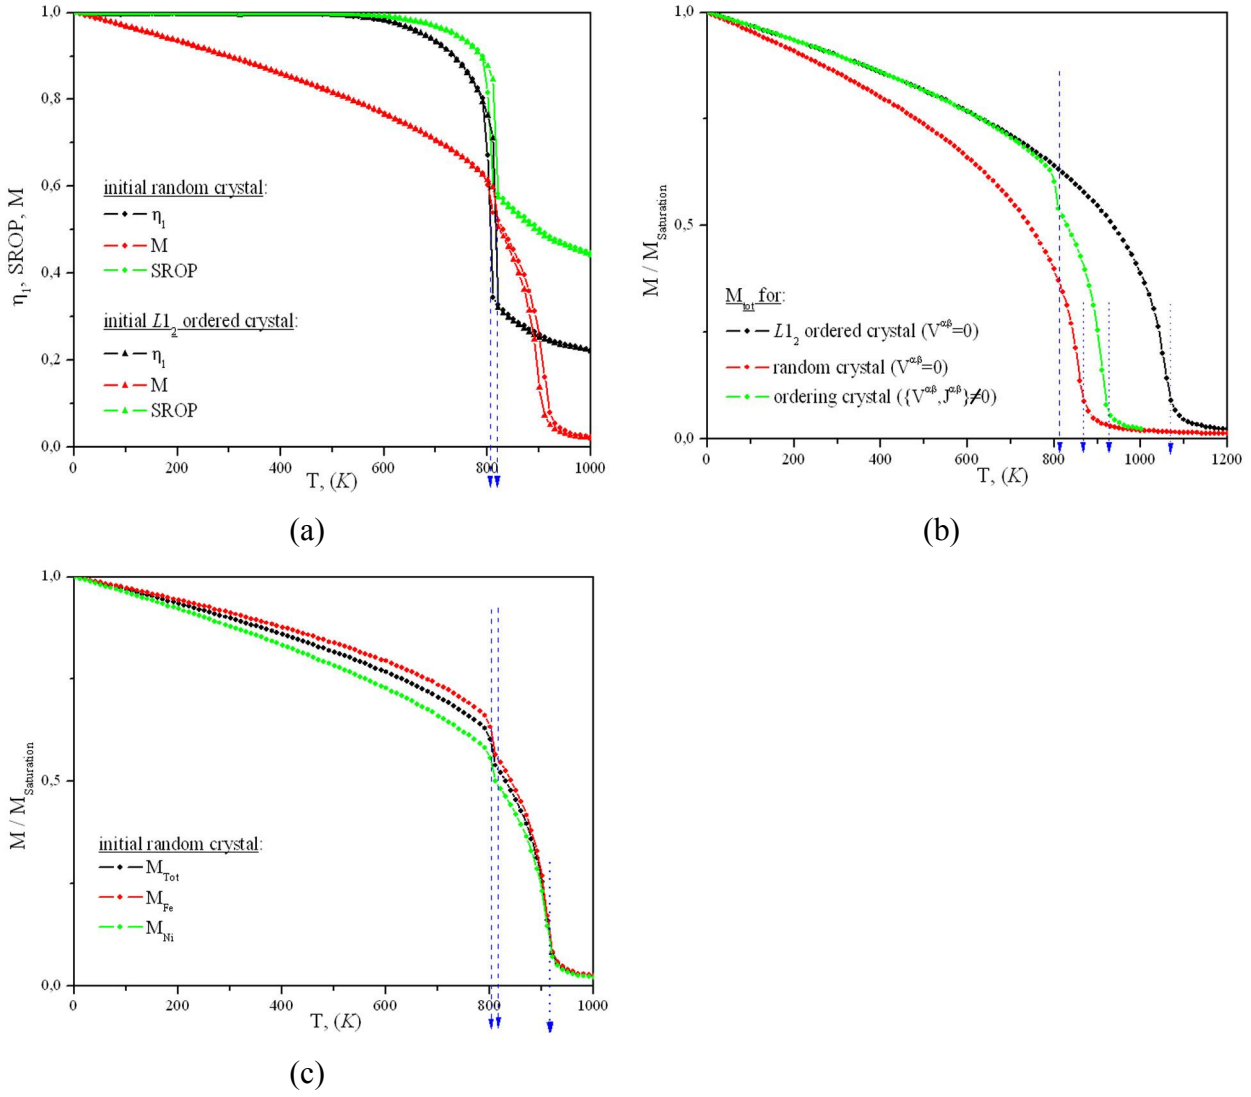 1,0
0,8
0,6
0,4
0,2
0,0
η1, SROP, M
initial random crystal:
η1
M
SROP
initial L12 ordered crystal:
η1
M
SROP
0 200 400 600 800 1000
T, (K)
(a)
1,0
0,5
0,0
M / MSaturation
Mtot for:
L12 ordered crystal (Vαβ=0)
random crystal (Vαβ=0)
ordering crystal ({Vαβ,Jαβ}≠0)
0 200 400 600 800 1000 1200
T, (K)
(b)
1,0
0,5
0,0
M / MSaturation
initial random crystal:
MTot
MFe
MNi
0 200 400 600 800 1000
T, (K)
(c)